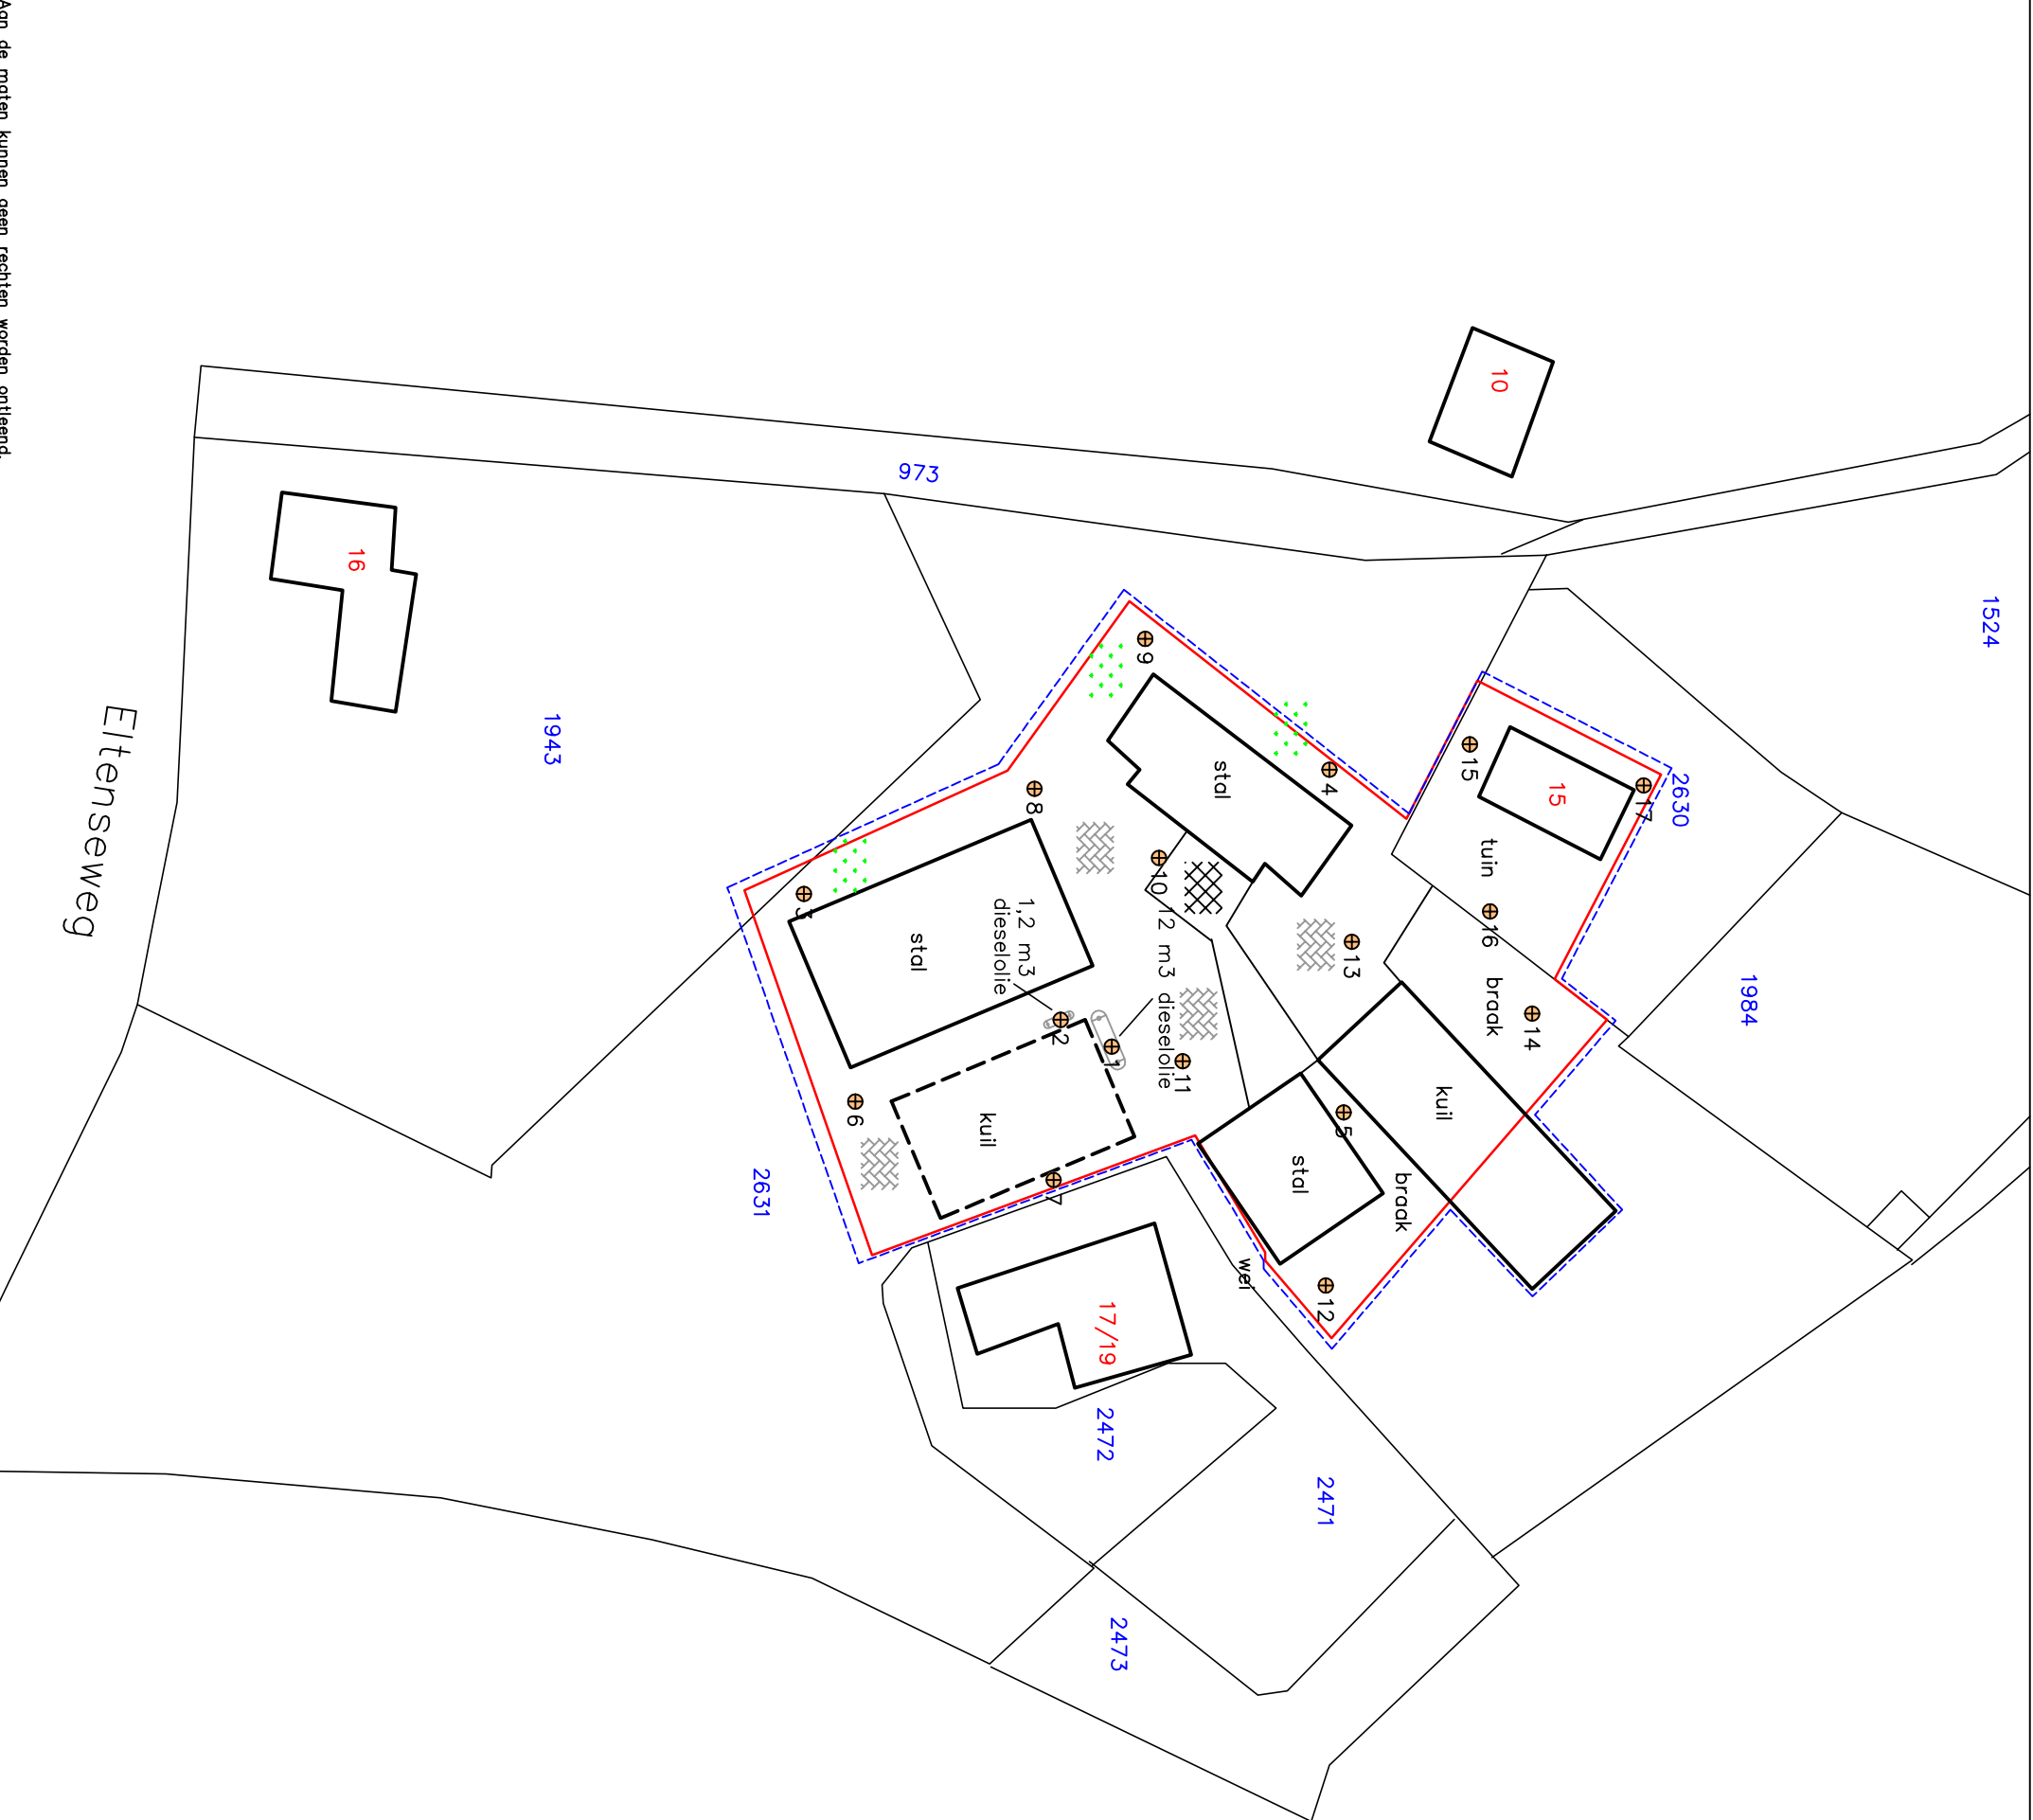 Aan de maten kunnen geen rechten worden ontleend.
Eltenseweg
16
1943
973
10
1524
2630
15
17
15
tuin
16
braak
14
1984
9
4
stal
8
10
13
3
stal
1,2 m3
dieselolie
12 m3 dieselolie
2
1
11
6
kuil
7
5
kuil
stal
braak
wei
12
2631
17/19
2472
2471
2473